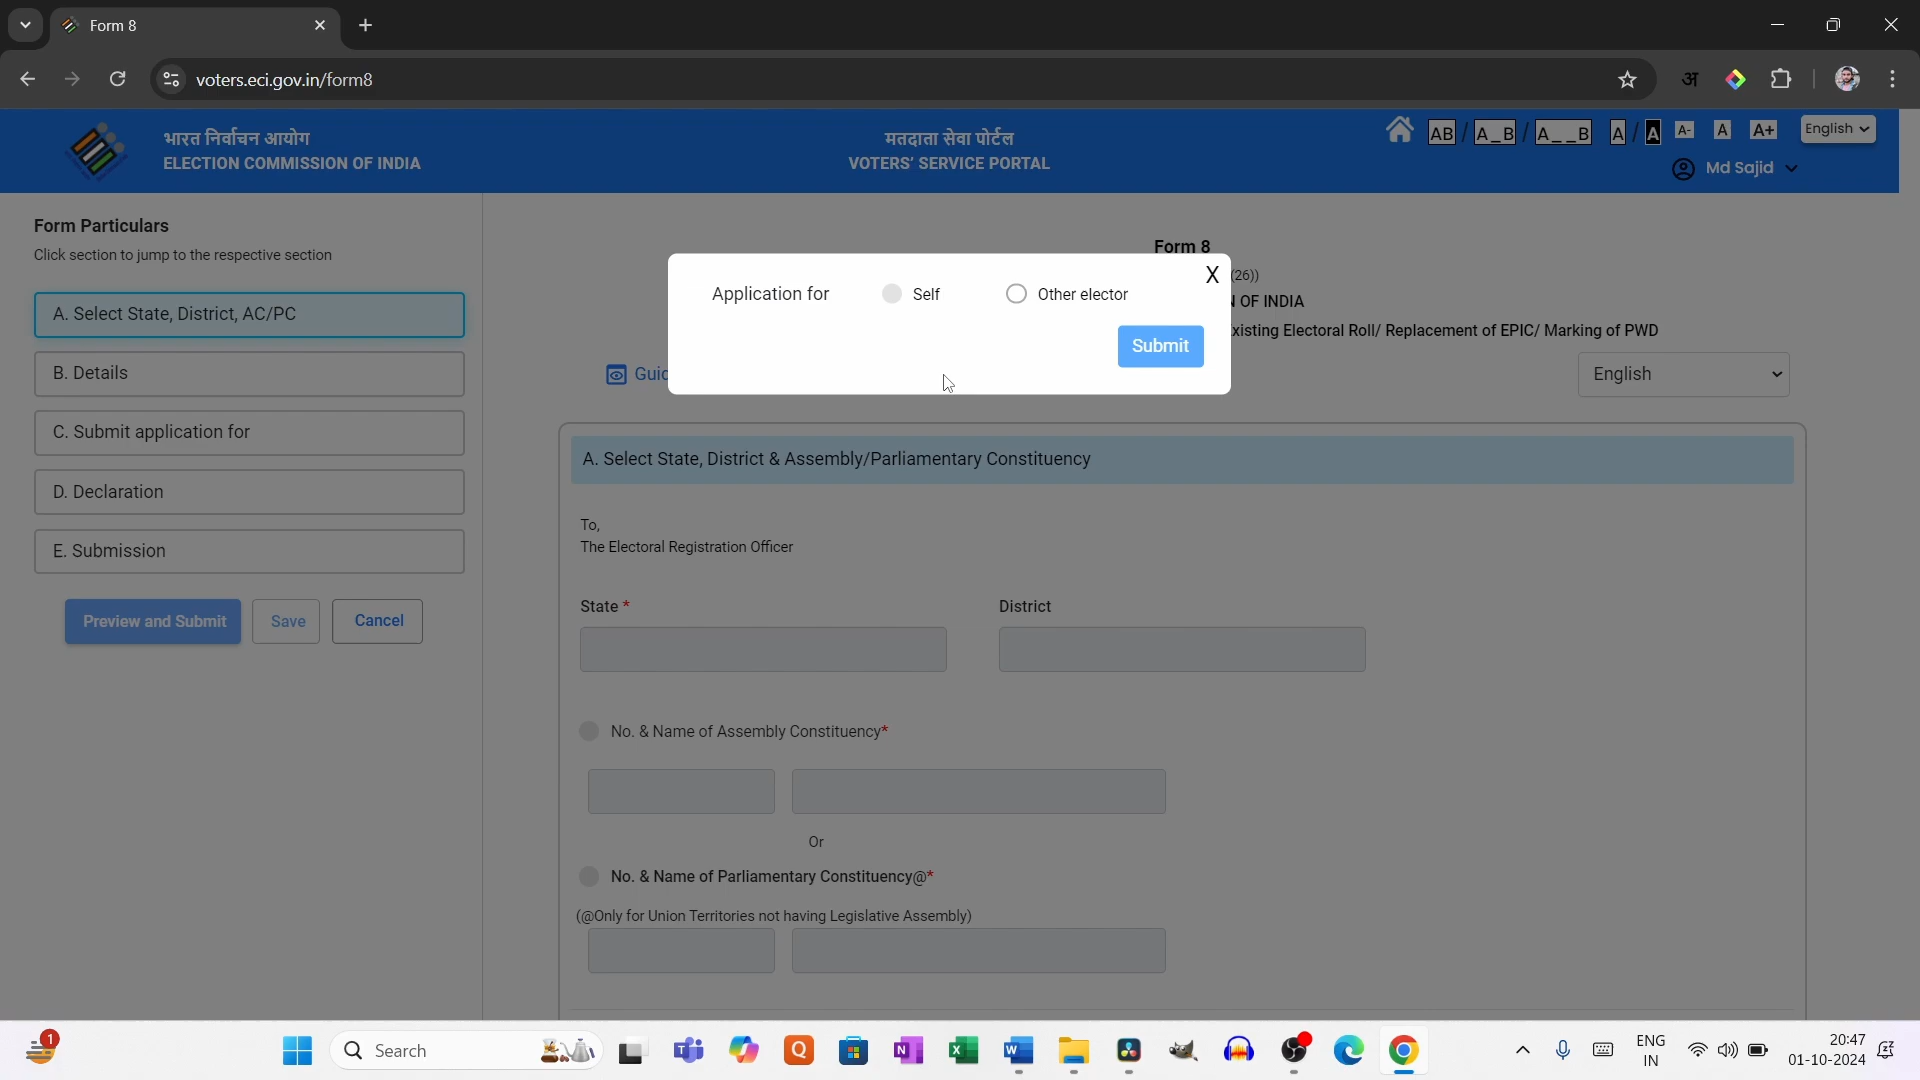 Form 8
voters.eci.gov.in/form8
अ
भारत निर्वाचन आयोग
ELECTION COMMISSION OF INDIA
मतदाता सेवा पोर्टल
VOTERS' SERVICE PORTAL
AB / A_B / A__B A / A A- A A+
English
Md Sajid
Form Particulars
Click section to jump to the respective section
A. Select State, District, AC/PC
B. Details
C. Submit application for
D. Declaration
E. Submission
Preview and Submit Save Cancel
Form 8
(26))
OF INDIA
xisting Electoral Roll/ Replacement of EPIC/ Marking of PWD
X
Application for Self Other elector
Submit
Guid
English
A. Select State, District & Assembly/Parliamentary Constituency
To,
The Electoral Registration Officer
State * District
No. & Name of Assembly Constituency*
Or
No. & Name of Parliamentary Constituency@*
(@Only for Union Territories not having Legislative Assembly)
1
Search
ENG
IN
20:47
01-10-2024